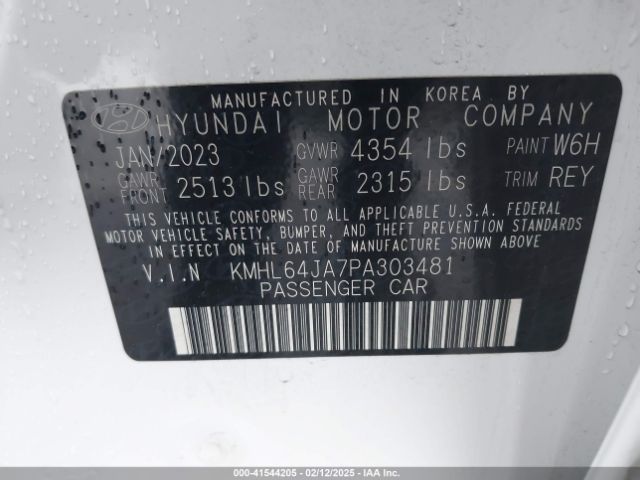 MANUFACTURED IN KOREA BY
HYUNDAI MOTOR COMPANY
JAN/2023 GVWR 4354 lbs PAINT W6H
GAWR FRONT 2513 lbs GAWR REAR 2315 lbs TRIM REY
THIS VEHICLE CONFORMS TO ALL APPLICABLE U.S.A. FEDERAL
MOTOR VEHICLE SAFETY, BUMPER, AND THEFT PREVENTION STANDARDS
IN EFFECT ON THE DATE OF MANUFACTURE SHOWN ABOVE.
V.I.N KMHL64JA7PA303481
PASSENGER CAR
000-41544205 - 02/12/2025 - IAAI.COM